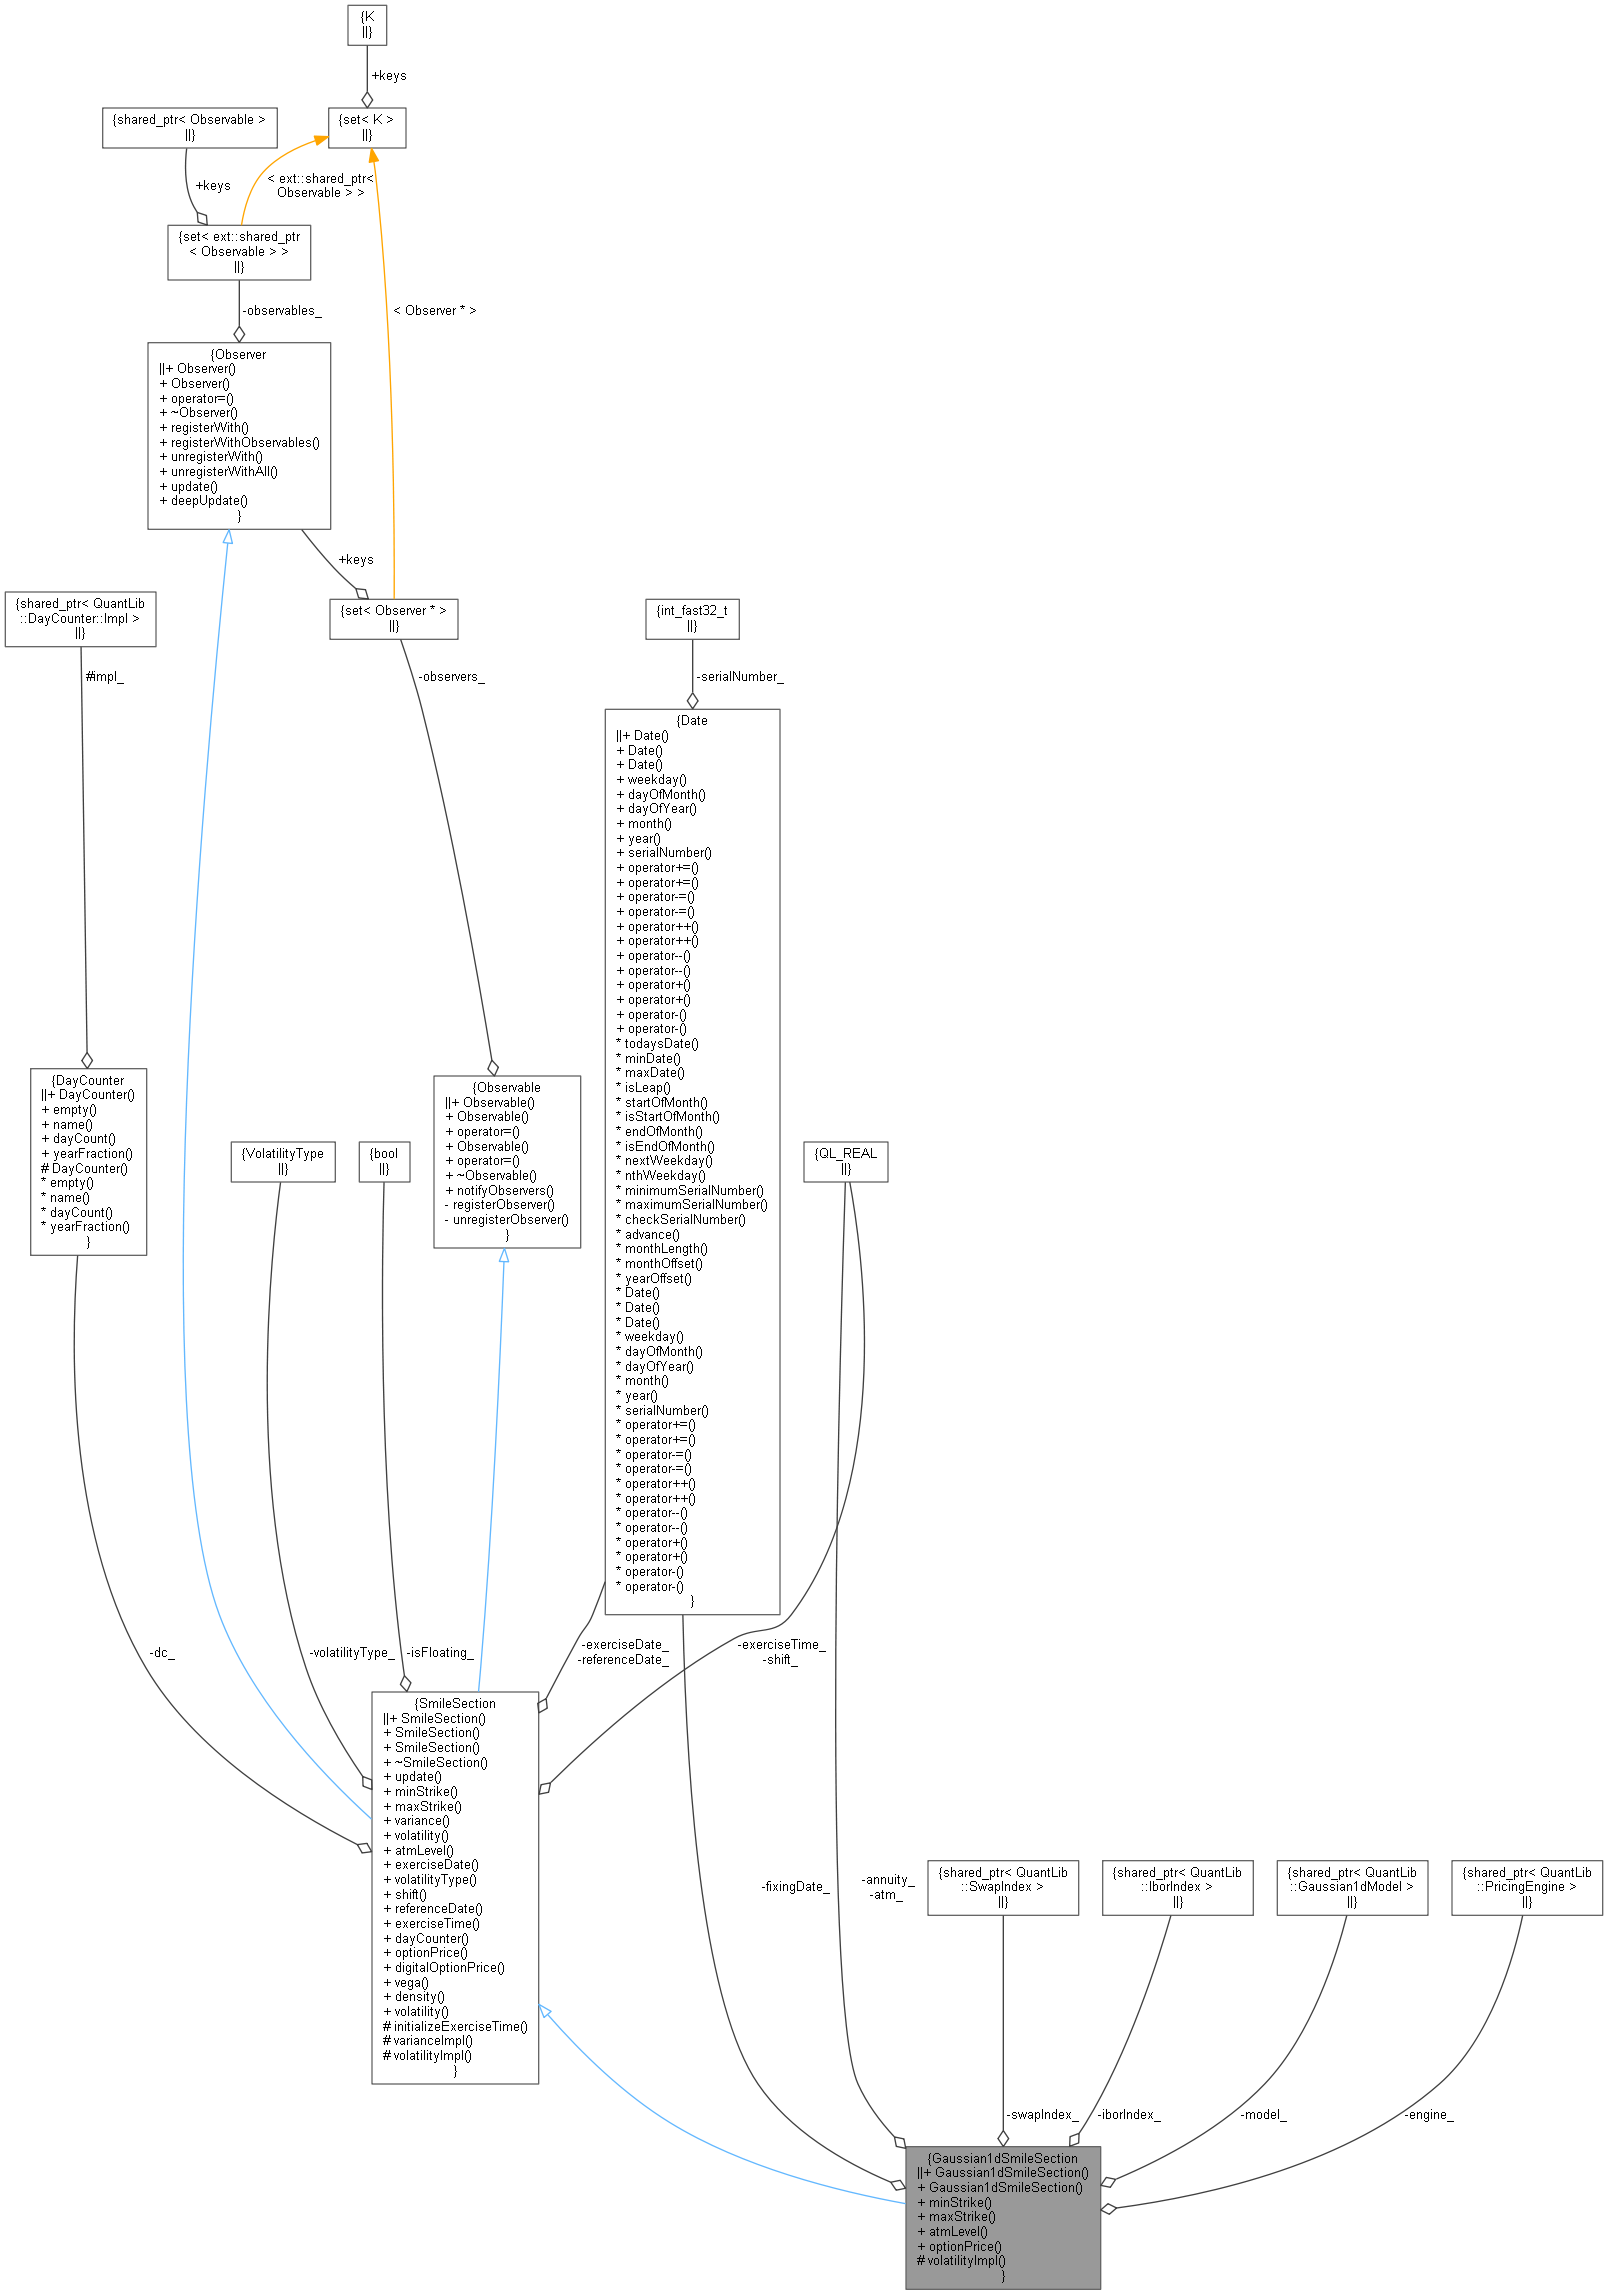 {K
||}
+keys
{shared_ptr< Observable >
||}
{set< K >
||}
+keys
< ext::shared_ptr<
Observable > >
{set< ext::shared_ptr
< Observable > >
||}
-observables_
< Observer * >
{Observer
||+ Observer()
+ Observer()
+ operator=()
+ ~Observer()
+ registerWith()
+ registerWithObservables()
+ unregisterWith()
+ unregisterWithAll()
+ update()
+ deepUpdate()
}
+keys
{shared_ptr< QuantLib
::DayCounter::Impl >
||}
{set< Observer * >
||}
{int_fast32_t
||}
#impl_
-observers_
-serialNumber_
{Date
||+ Date()
+ Date()
+ Date()
+ weekday()
+ dayOfMonth()
+ dayOfYear()
+ month()
+ year()
+ serialNumber()
+ operator+=()
+ operator+=()
+ operator-=()
+ operator-=()
+ operator++()
+ operator++()
+ operator--()
+ operator--()
+ operator+()
+ operator+()
+ operator-()
+ operator-()
* todaysDate()
* minDate()
* maxDate()
* isLeap()
* startOfMonth()
* isStartOfMonth()
* endOfMonth()
* isEndOfMonth()
* nextWeekday()
* nthWeekday()
* minimumSerialNumber()
* maximumSerialNumber()
* checkSerialNumber()
* advance()
* monthLength()
* monthOffset()
* yearOffset()
* Date()
* Date()
* Date()
* weekday()
* dayOfMonth()
* dayOfYear()
* month()
* year()
* serialNumber()
* operator+=()
* operator+=()
* operator-=()
* operator-=()
* operator++()
* operator++()
* operator--()
* operator--()
* operator+()
* operator+()
* operator-()
* operator-()
}
{DayCounter
||+ DayCounter()
+ empty()
+ name()
+ dayCount()
+ yearFraction()
# DayCounter()
* empty()
* name()
* dayCount()
* yearFraction()
}
{VolatilityType
||}
{bool
||}
{Observable
||+ Observable()
+ Observable()
+ operator=()
+ Observable()
+ operator=()
+ ~Observable()
+ notifyObservers()
- registerObserver()
- unregisterObserver()
}
{QL_REAL
||}
-dc_
-volatilityType_
-isFloating_
-exerciseDate_
-referenceDate_
-exerciseTime_
-shift_
{SmileSection
||+ SmileSection()
+ SmileSection()
+ SmileSection()
+ ~SmileSection()
+ update()
+ minStrike()
+ maxStrike()
+ variance()
+ volatility()
+ atmLevel()
+ exerciseDate()
+ volatilityType()
+ shift()
+ referenceDate()
+ exerciseTime()
+ dayCounter()
+ optionPrice()
+ digitalOptionPrice()
+ vega()
+ density()
+ volatility()
# initializeExerciseTime()
# varianceImpl()
# volatilityImpl()
}
-fixingDate_
-annuity_
-atm_
{shared_ptr< QuantLib
::SwapIndex >
||}
{shared_ptr< QuantLib
::IborIndex >
||}
{shared_ptr< QuantLib
::Gaussian1dModel >
||}
{shared_ptr< QuantLib
::PricingEngine >
||}
-swapIndex_
-iborIndex_
-model_
-engine_
{Gaussian1dSmileSection
||+ Gaussian1dSmileSection()
+ Gaussian1dSmileSection()
+ minStrike()
+ maxStrike()
+ atmLevel()
+ optionPrice()
# volatilityImpl()
}